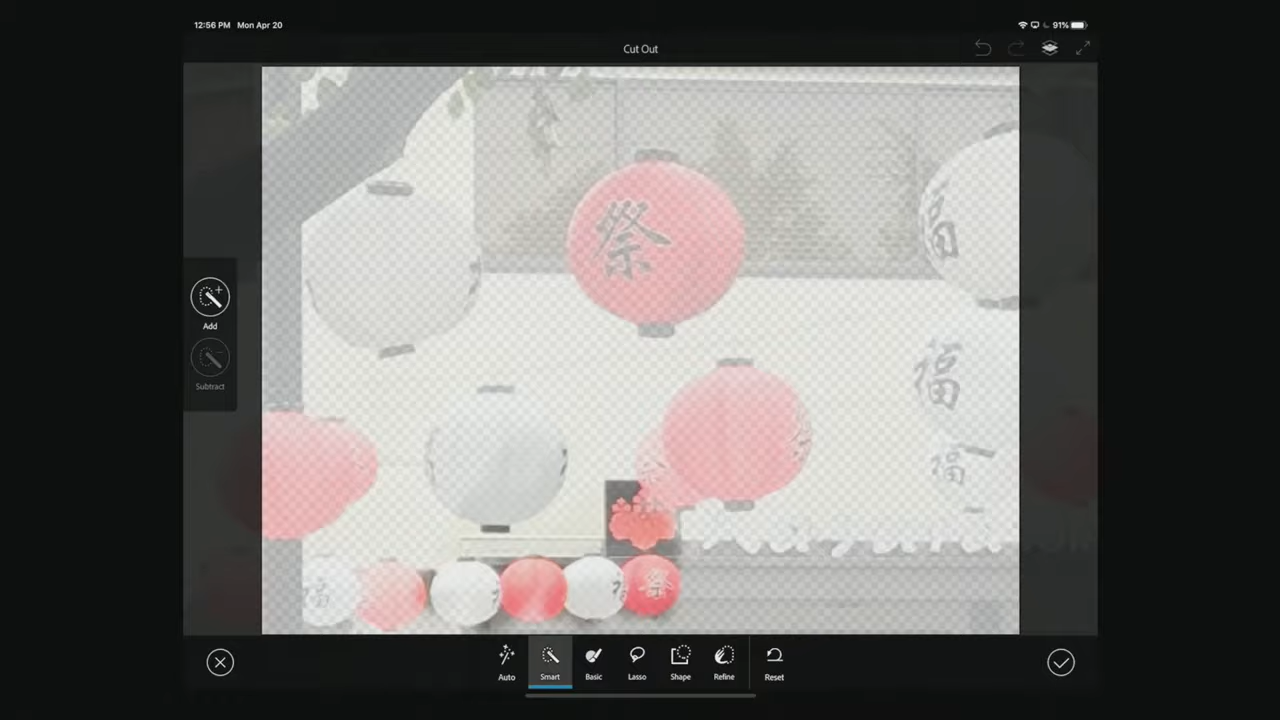 12:56 PM Mon Apr 20
91%
Cut Out
祭
福
福
福
Add
Subtract
福
祭
Auto
Smart
Basic
Lasso
Shape
Refine
Reset